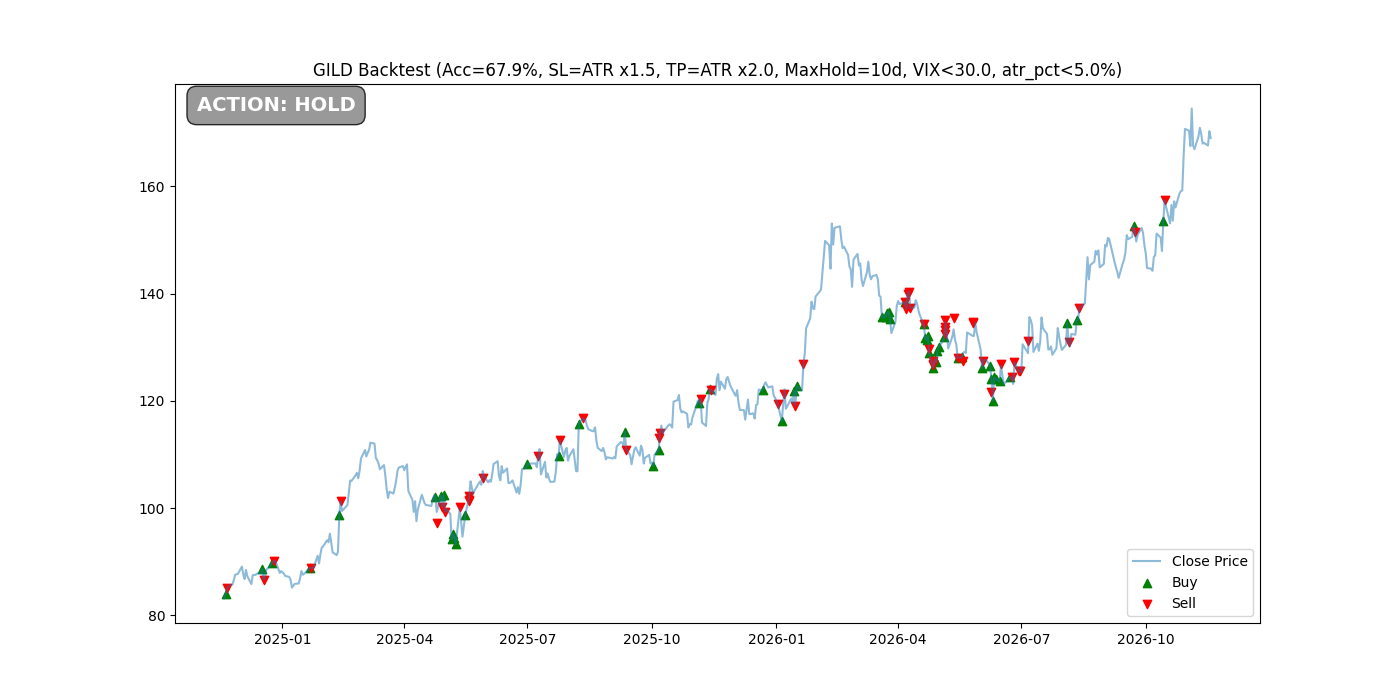 GILD Backtest (Acc=67.9%, SL=ATR x1.5, TP=ATR x2.0, MaxHold=10d, VIX<30.0, atr_pct<5.0%)
ACTION: HOLD
160
140
120
100
80
2025-01 2025-04 2025-07 2025-10 2026-01 2026-04 2026-07 2026-10
Close Price
Buy
Sell